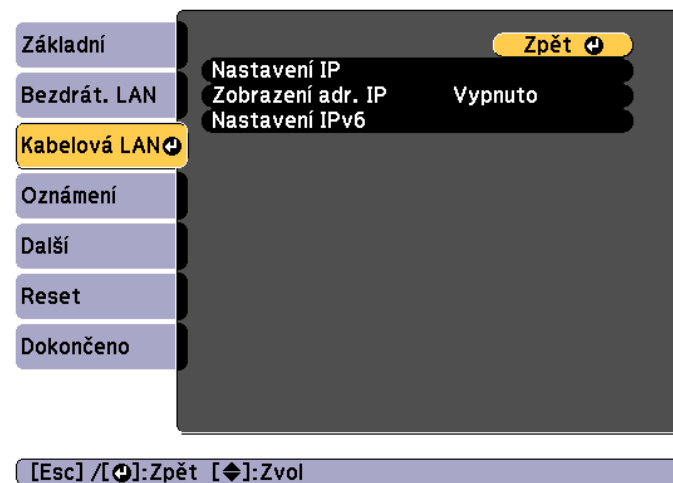 Základní
Bezdrát. LAN
Kabelová LAN
Oznámení
Další
Reset
Dokončeno
Zpět
Nastavení IP
Zobrazení adr. IP Vypnuto
Nastavení IPv6
[Esc] /[⏎]:Zpět [◆]:Zvol